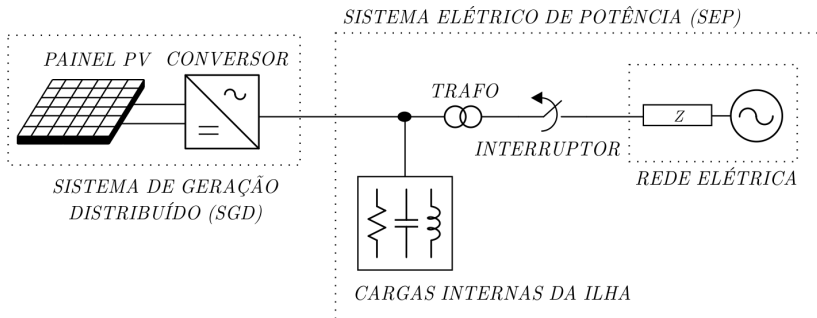 SISTEMA ELÉTRICO DE POTÊNCIA (SEP)
PAINEL PV
CONVERSOR
TRAFO
INTERRUPTOR
Z
REDE ELÉTRICA
SISTEMA DE GERAÇÃO
DISTRIBUÍDO (SGD)
CARGAS INTERNAS DA ILHA